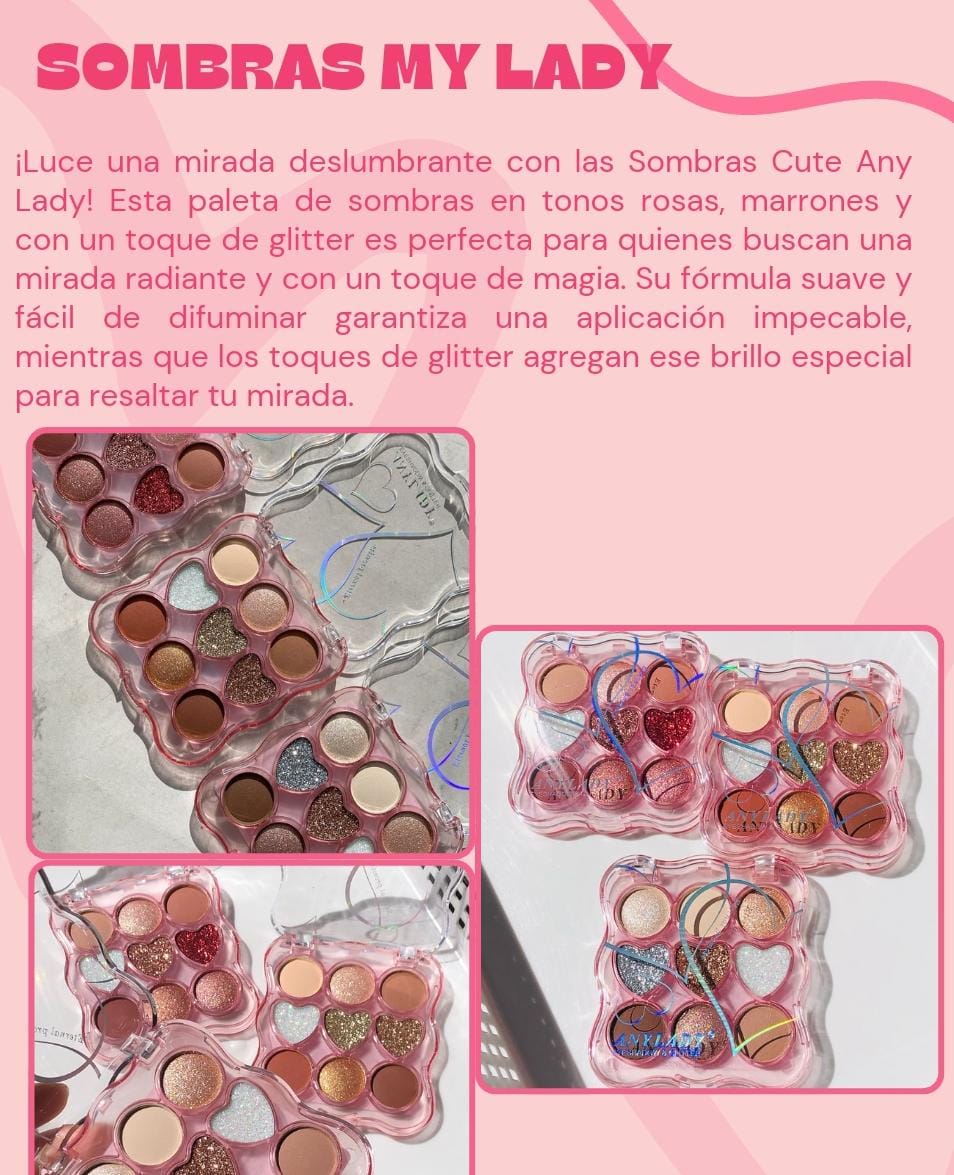 SOMBRAS MY LADY
¡Luce una mirada deslumbrante con las Sombras Cute Any
Lady! Esta paleta de sombras en tonos rosas, marrones y
con un toque de glitter es perfecta para quienes buscan una
mirada radiante y con un toque de magia. Su fórmula suave y
fácil de difuminar garantiza una aplicación impecable,
mientras que los toques de glitter agregan ese brillo especial
para resaltar tu mirada.
ANYLADY
ANYLADY
ANYLADY